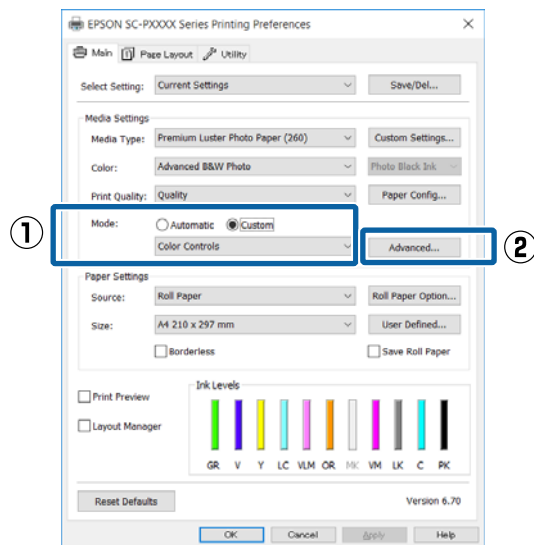 EPSON SC-PXXXX Series Printing Preferences
Main Page Layout Utility
Select Setting: Current Settings Save/Del...
Media Settings
Media Type: Premium Luster Photo Paper (260) Custom Settings...
Color: Advanced B&W Photo Photo Black Ink
Print Quality: Quality Paper Config...
① Mode: Automatic Custom
Color Controls Advanced... ②
Paper Settings
Source: Roll Paper Roll Paper Option...
Size: A4 210 x 297 mm User Defined...
Borderless Save Roll Paper
Print Preview
Layout Manager
Ink Levels
GR V Y LC VLM OR MK VM LK C PK
Reset Defaults Version 6.70
OK Cancel Apply Help